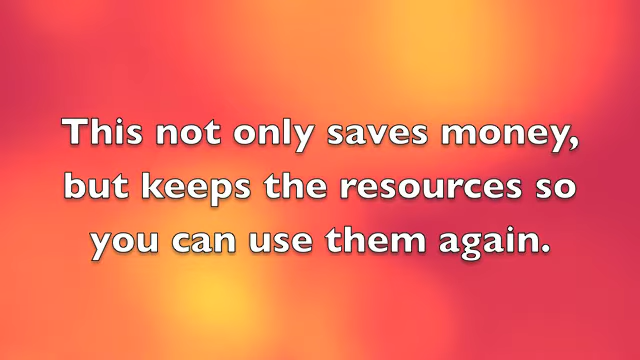 This not only saves money,
but keeps the resources so
you can use them again.